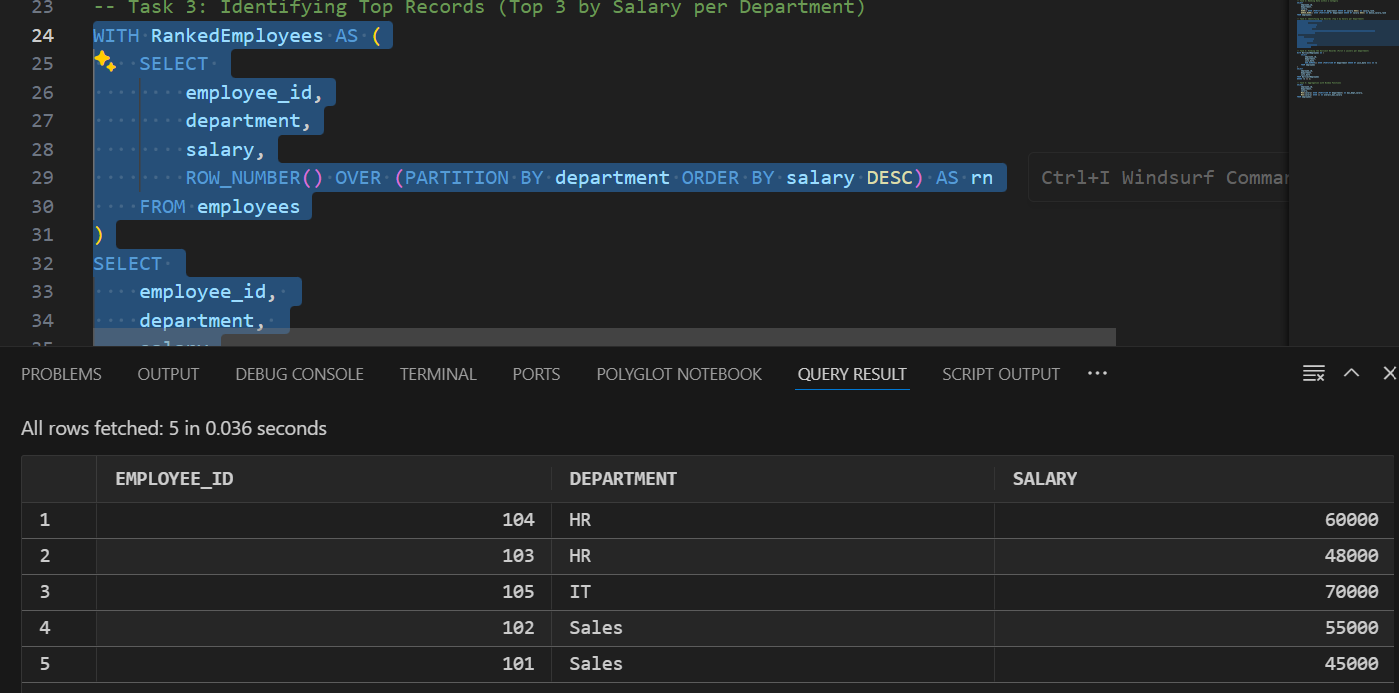 23 -- Task 3: Identifying Top Records (Top 3 by Salary per Department)
24 WITH RankedEmployees AS (
25 SELECT
26 employee_id,
27 department,
28 salary,
29 ROW_NUMBER() OVER (PARTITION BY department ORDER BY salary DESC) AS rn
Ctrl+I Windsurf Comman
30 FROM employees
31 )
32 SELECT
33 employee_id,
34 department,
35 salary
PROBLEMS OUTPUT DEBUG CONSOLE TERMINAL PORTS POLYGLOT NOTEBOOK QUERY RESULT SCRIPT OUTPUT ...
All rows fetched: 5 in 0.036 seconds
EMPLOYEE_ID DEPARTMENT SALARY
1 104 HR 60000
2 103 HR 48000
3 105 IT 70000
4 102 Sales 55000
5 101 Sales 45000